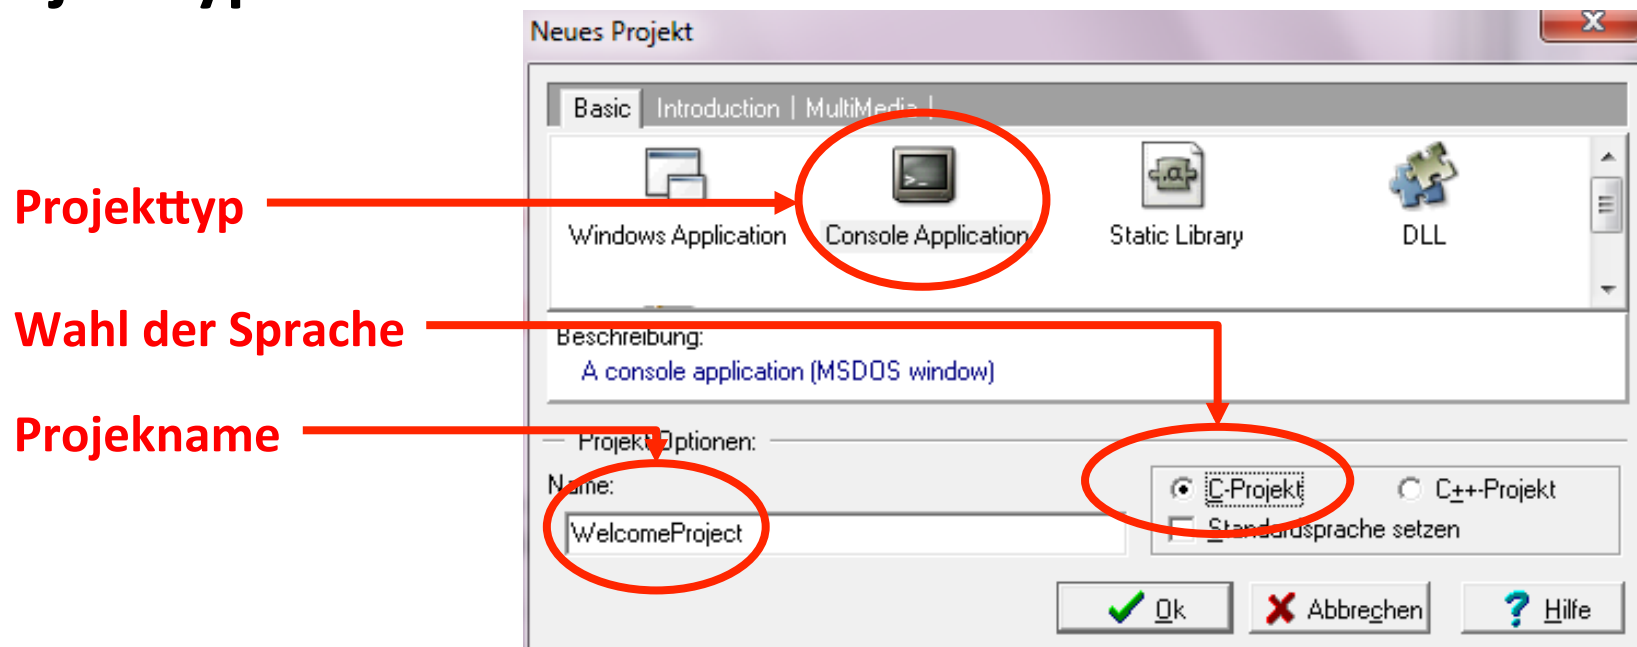 Neues Projekt
Basic Introduction MultiMedia
Projekttyp
Windows Application Console Application Static Library DLL
Wahl der Sprache
Beschreibung:
A console application (MSDOS window)
Projekname
Projekt Optionen:
Name:
C-Projekt C++-Projekt
WelcomeProject
Standardsprache setzen
Ok Abbrechen Hilfe